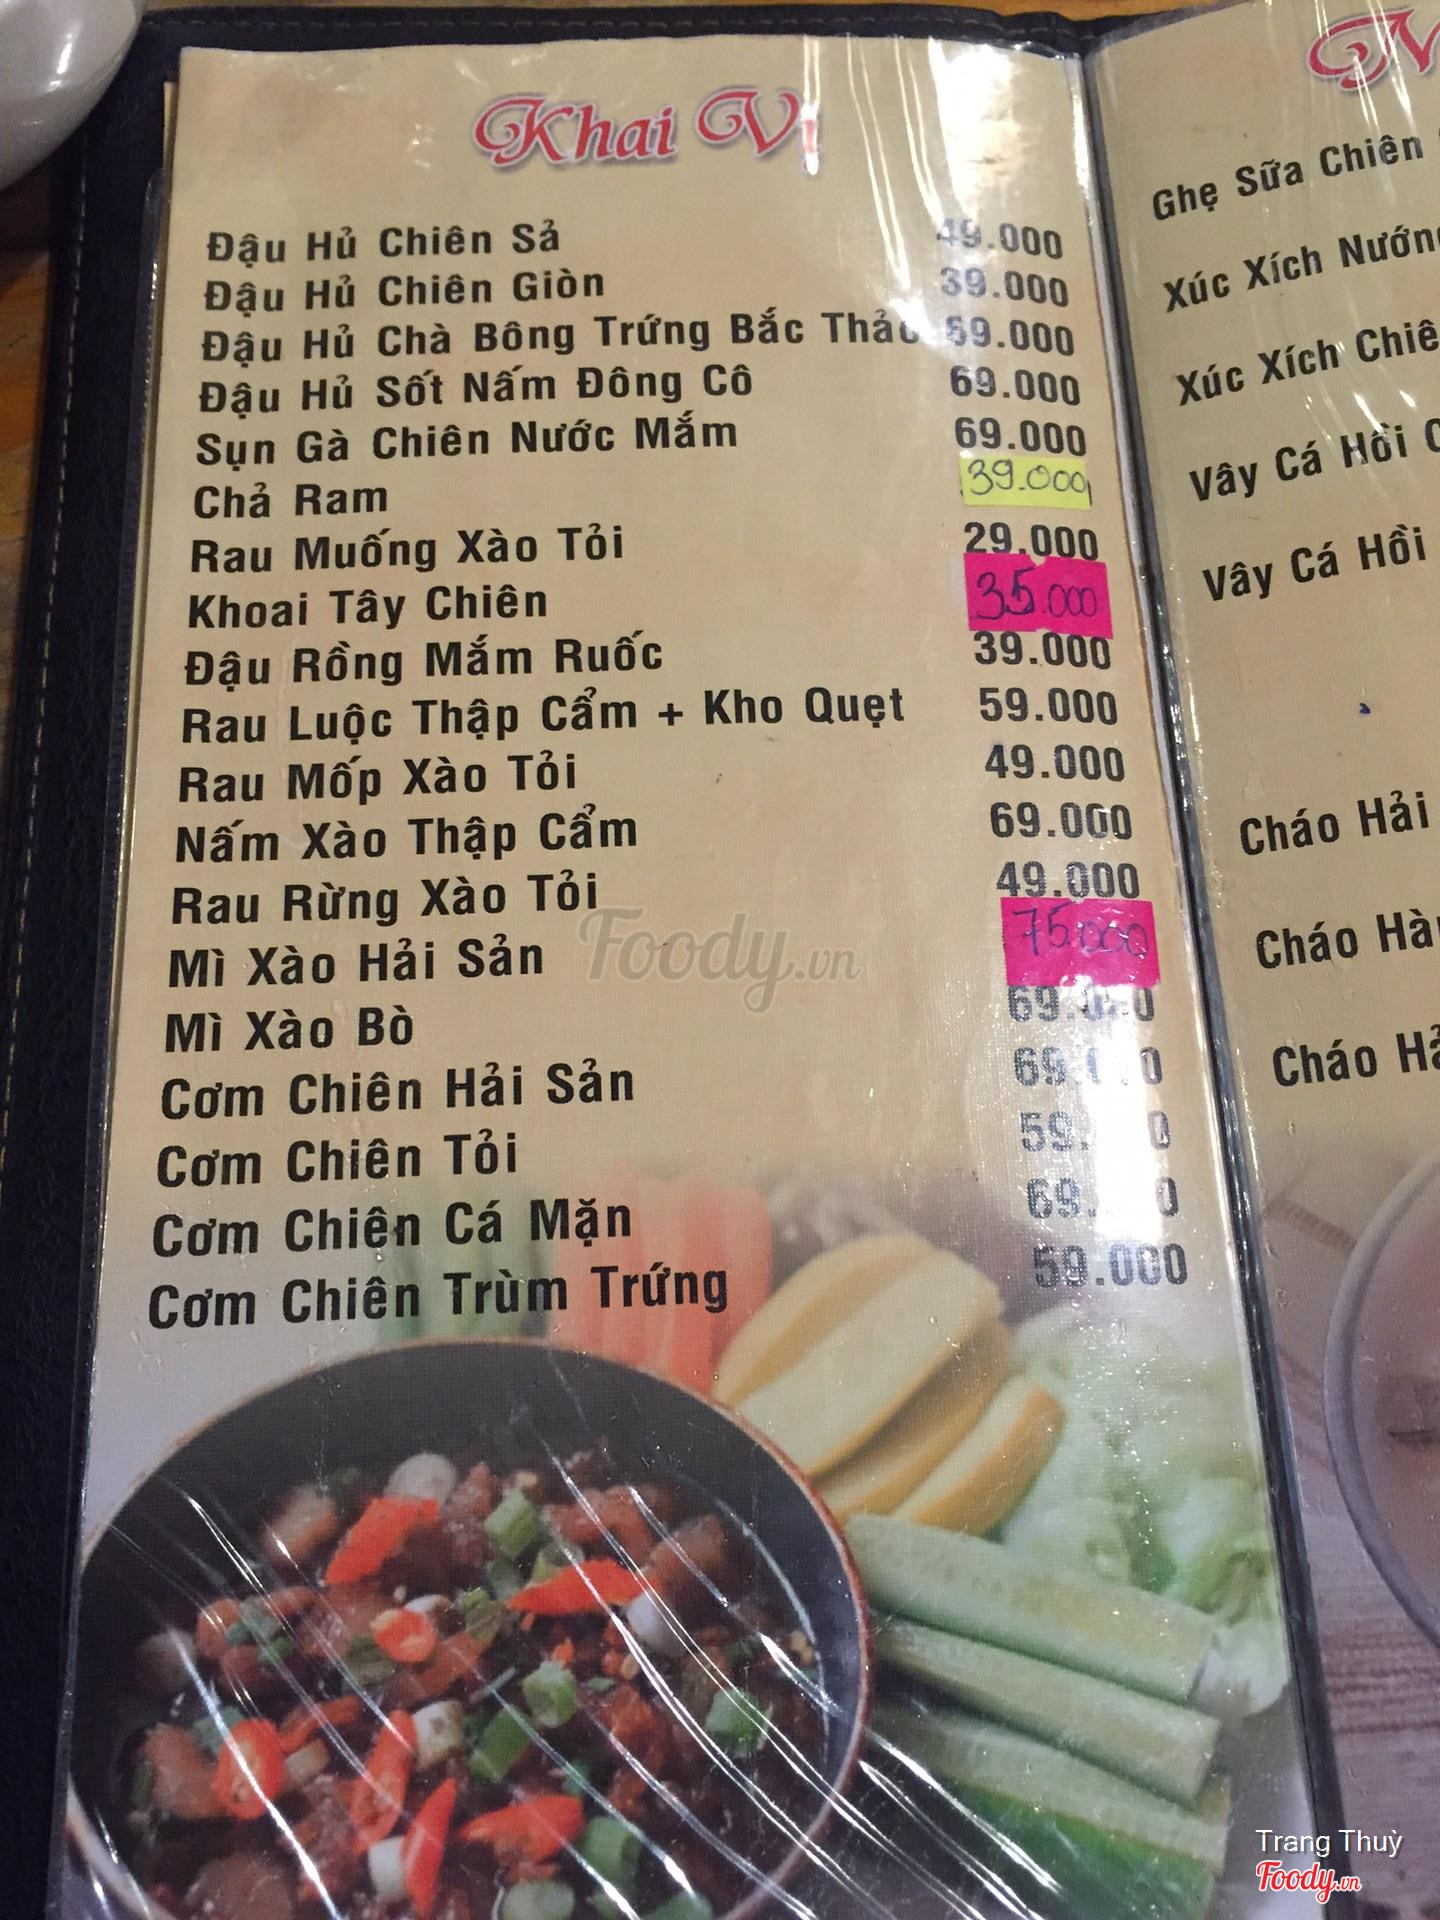 Khai Vị
Đậu Hủ Chiên Sả 49.000
Đậu Hủ Chiên Giòn 39.000
Đậu Hủ Chà Bông Trứng Bắc Thảo 69.000
Đậu Hủ Sốt Nấm Đông Cô 69.000
Sụn Gà Chiên Nước Mắm 69.000
Chả Ram 39.000
Rau Muống Xào Tỏi 29.000
Khoai Tây Chiên 35.000
Đậu Rồng Mắm Ruốc 39.000
Rau Luộc Thập Cẩm + Kho Quẹt 59.000
Rau Mốp Xào Tỏi 49.000
Nấm Xào Thập Cẩm 69.000
Rau Rừng Xào Tỏi 49.000
Mì Xào Hải Sản 75.000
Mì Xào Bò 69.000
Cơm Chiên Hải Sản
Cơm Chiên Tỏi
Cơm Chiên Cá Mặn
Cơm Chiên Trùm Trứng 59.000
Ghẹ Sữa Chiên
Xúc Xích Nướng
Xúc Xích
Vây Cá Hồi
Vây Cá Hồi
Cháo Hải
Cháo
Cháo
Foody.vn
Trang Thuỳ
Foody.vn